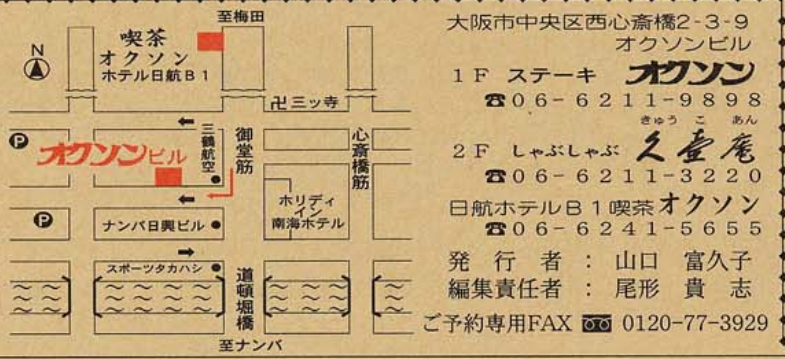 至梅田
N
喫茶
オクソン
ホテル日航B1
卍三ッ寺
P
オクソンビル
三鶴航空
御堂筋
心斎橋筋
P
ナンバ日興ビル
ホリディ
イン
南海ホテル
スポーツタカハシ
道頓堀橋
至ナンバ
大阪市中央区西心斎橋2-3-9
オクソンビル
1F ステーキ オクソン
☎06-6211-9898
きゅう こ あん
2F しゃぶしゃぶ 久壷庵
☎06-6211-3220
日航ホテルB1喫茶オクソン
☎06-6241-5655
発行者：山口 富久子
編集責任者：尾形 貴志
ご予約専用FAX 0120-77-3929